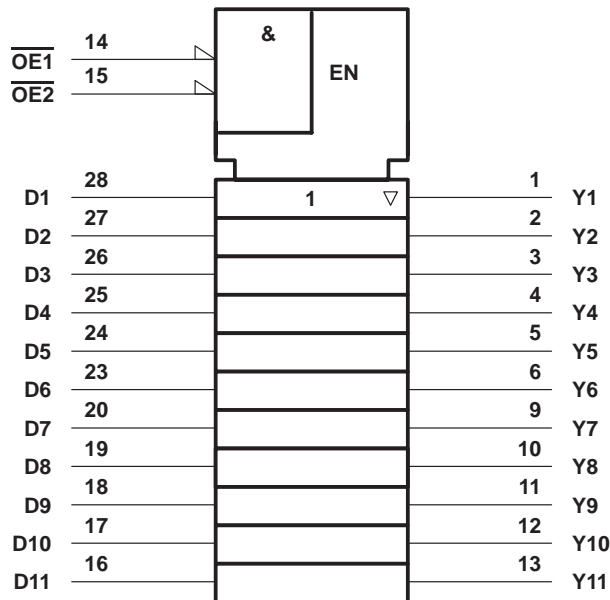 &
EN
OE1 14
OE2 15
D1 28 1 1 Y1
D2 27 2 Y2
D3 26 3 Y3
D4 25 4 Y4
D5 24 5 Y5
D6 23 6 Y6
D7 20 9 Y7
D8 19 10 Y8
D9 18 11 Y9
D10 17 12 Y10
D11 16 13 Y11